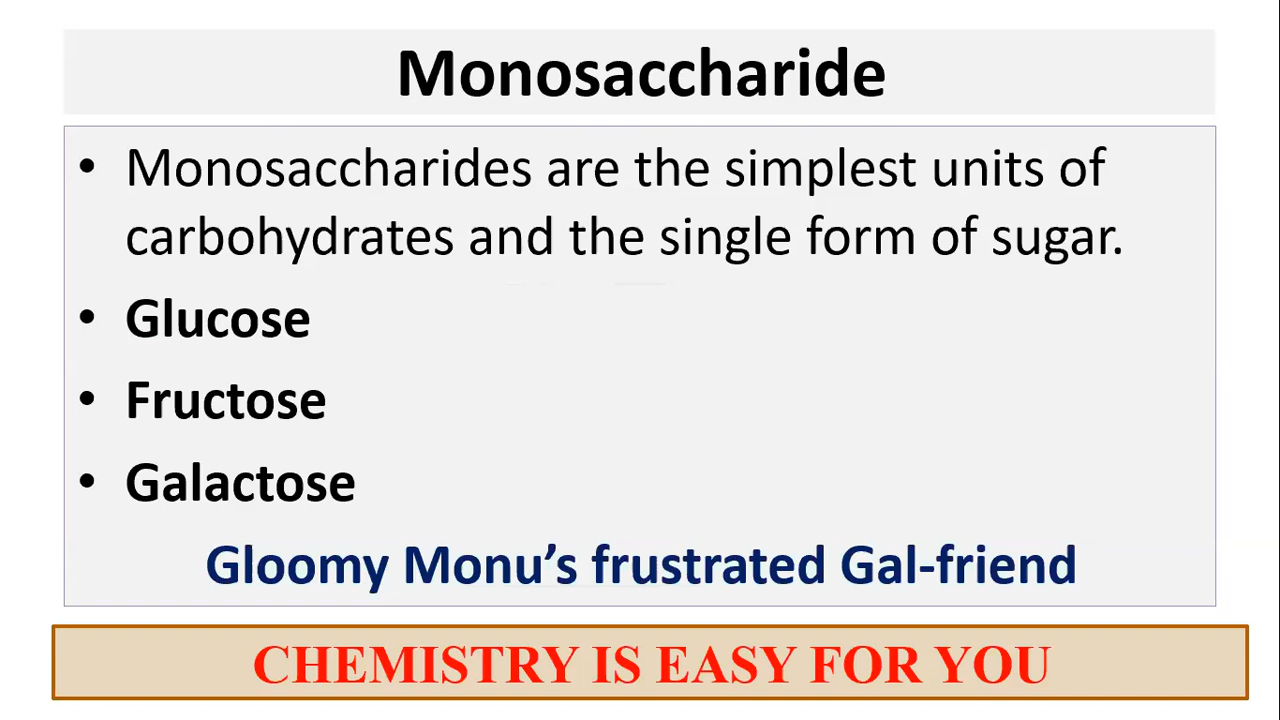 Monosaccharide
• Monosaccharides are the simplest units of
carbohydrates and the single form of sugar.
• Glucose
• Fructose
• Galactose
Gloomy Monu’s frustrated Gal-friend
CHEMISTRY IS EASY FOR YOU